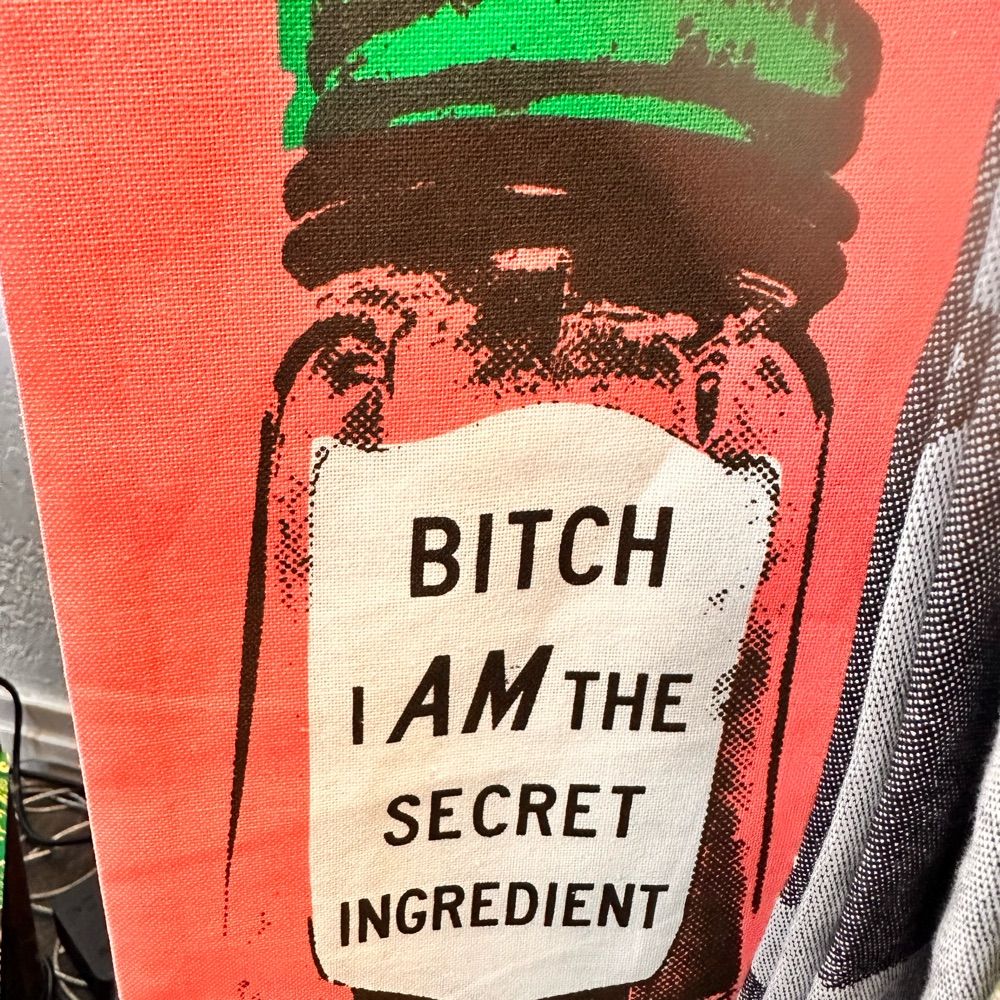 BITCH
I AM THE
SECRET
INGREDIENT